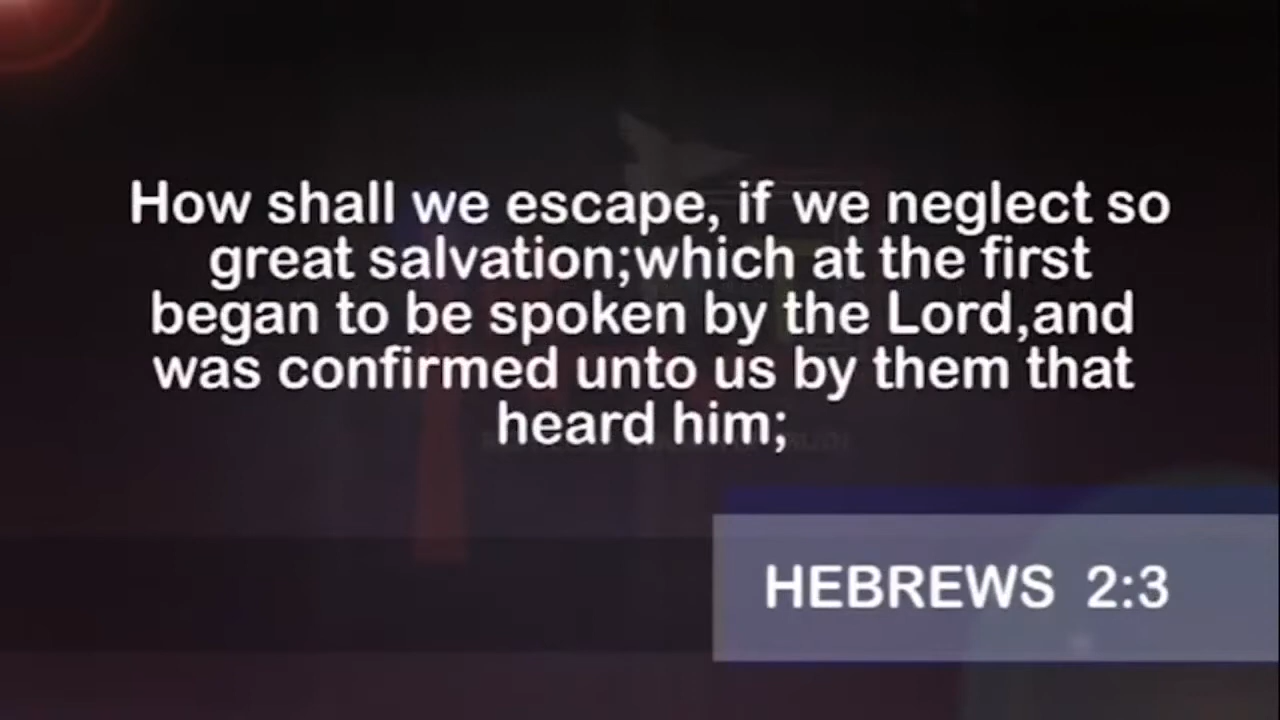 How shall we escape, if we neglect so
great salvation;which at the first
began to be spoken by the Lord,and
was confirmed unto us by them that
heard him;
HEBREWS 2:3